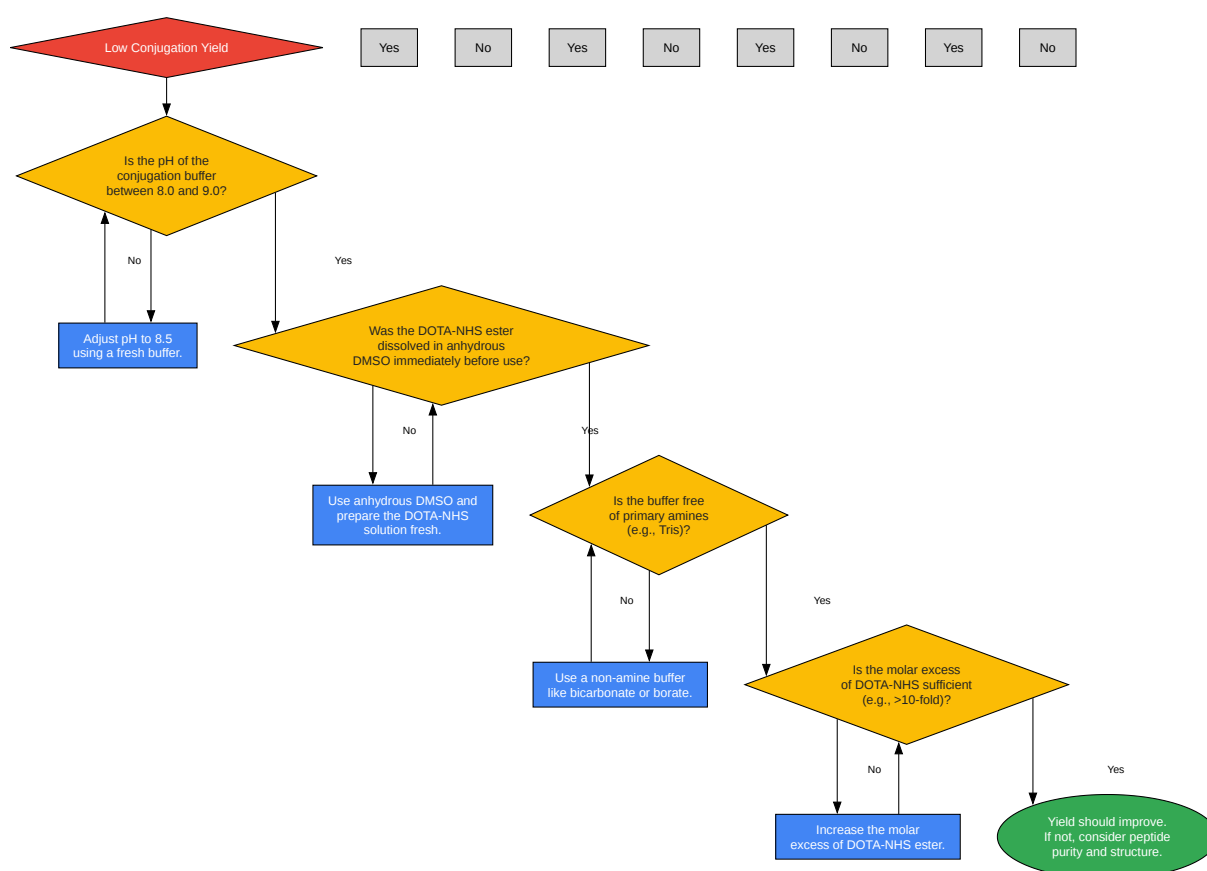 Low Conjugation Yield
Yes
No
Yes
No
Yes
No
Yes
No
Is the pH of the
conjugation buffer
between 8.0 and 9.0?
No
Yes
Adjust pH to 8.5
using a fresh buffer.
Was the DOTA-NHS ester
dissolved in anhydrous
DMSO immediately before use?
No
Yes
Use anhydrous DMSO and
prepare the DOTA-NHS
solution fresh.
Is the buffer free
of primary amines
(e.g., Tris)?
No
Yes
Use a non-amine buffer
like bicarbonate or borate.
Is the molar excess
of DOTA-NHS sufficient
(e.g., >10-fold)?
No
Yes
Increase the molar
excess of DOTA-NHS ester.
Yield should improve.
If not, consider peptide
purity and structure.